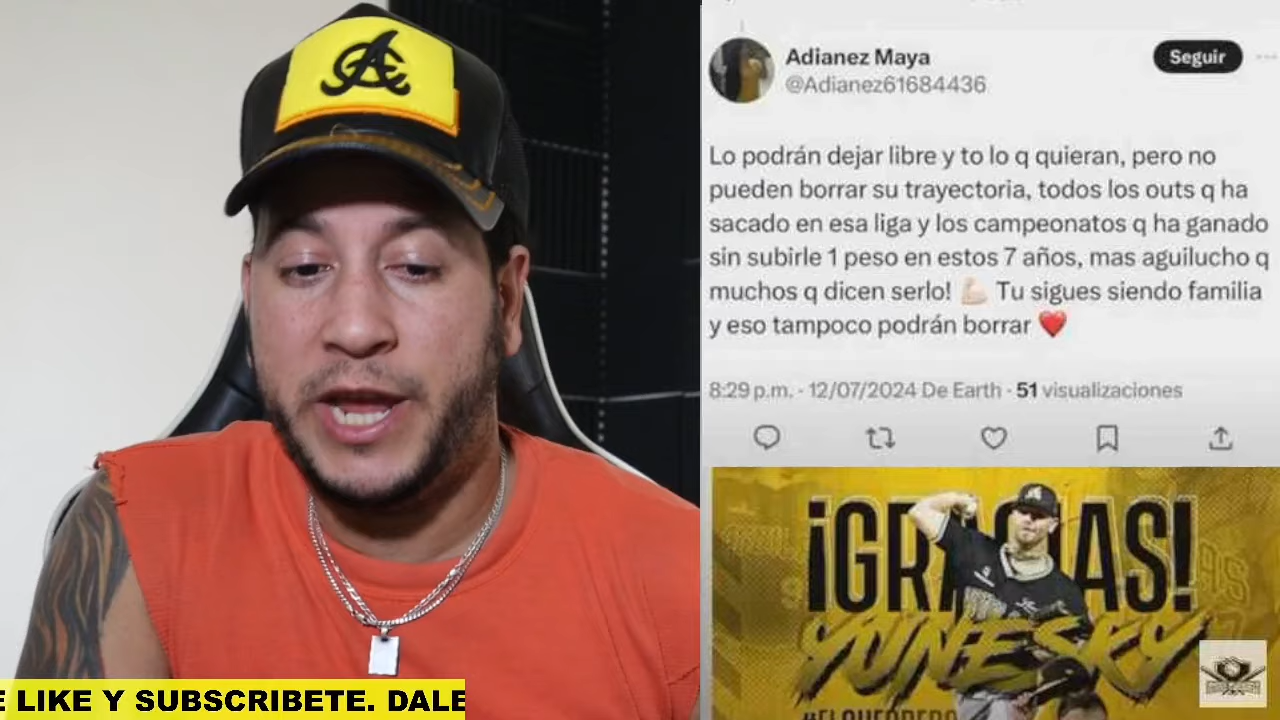 Adianez Maya
@Adianez61684436
Seguir
Lo podrán dejar libre y to lo q quieran, pero no
pueden borrar su trayectoria, todos los outs q ha
sacado en esa liga y los campeonatos q ha ganado
sin subirle 1 peso en estos 7 años, mas aguilucho q
muchos q dicen serlo! 💪🏻 Tu sigues siendo familia
y eso tampoco podrán borrar ❤️
8:29 p.m. · 12/07/2024 De Earth · 51 visualizaciones
¡GRACIAS!
YUNESKY
E LIKE Y SUBSCRIBETE. DALE